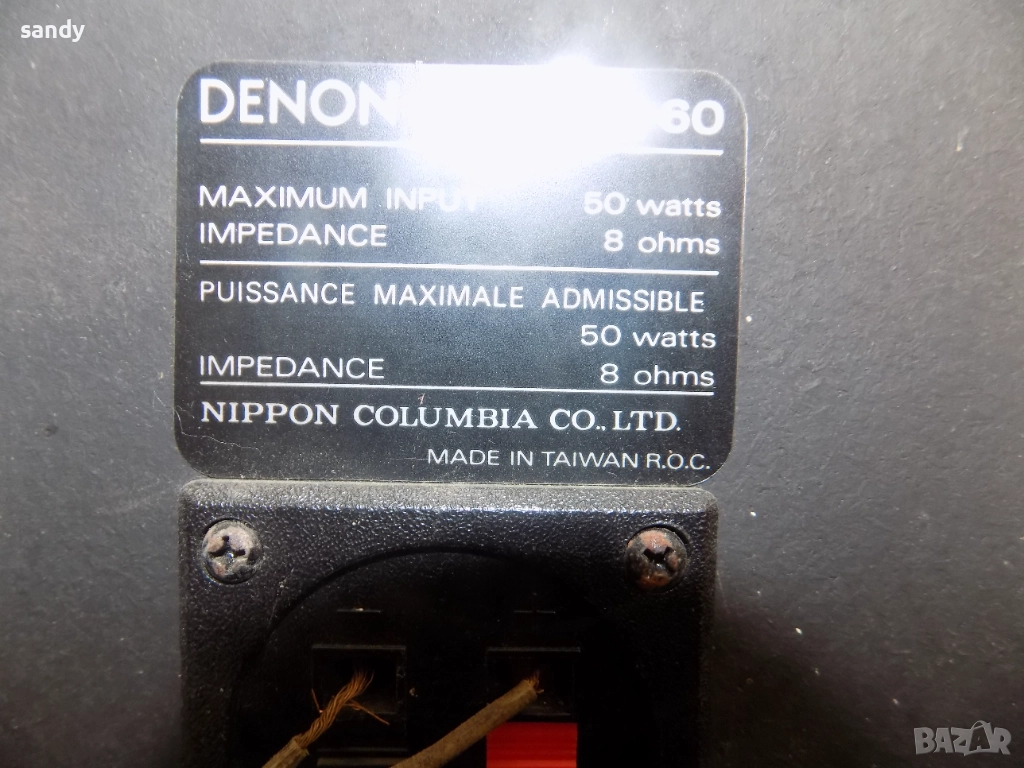 sandy
DENON 60
MAXIMUM INPUT 50 watts
IMPEDANCE 8 ohms
PUISSANCE MAXIMALE ADMISSIBLE
50 watts
IMPEDANCE 8 ohms
NIPPON COLUMBIA CO., LTD.
MADE IN TAIWAN R.O.C.
BAZAR